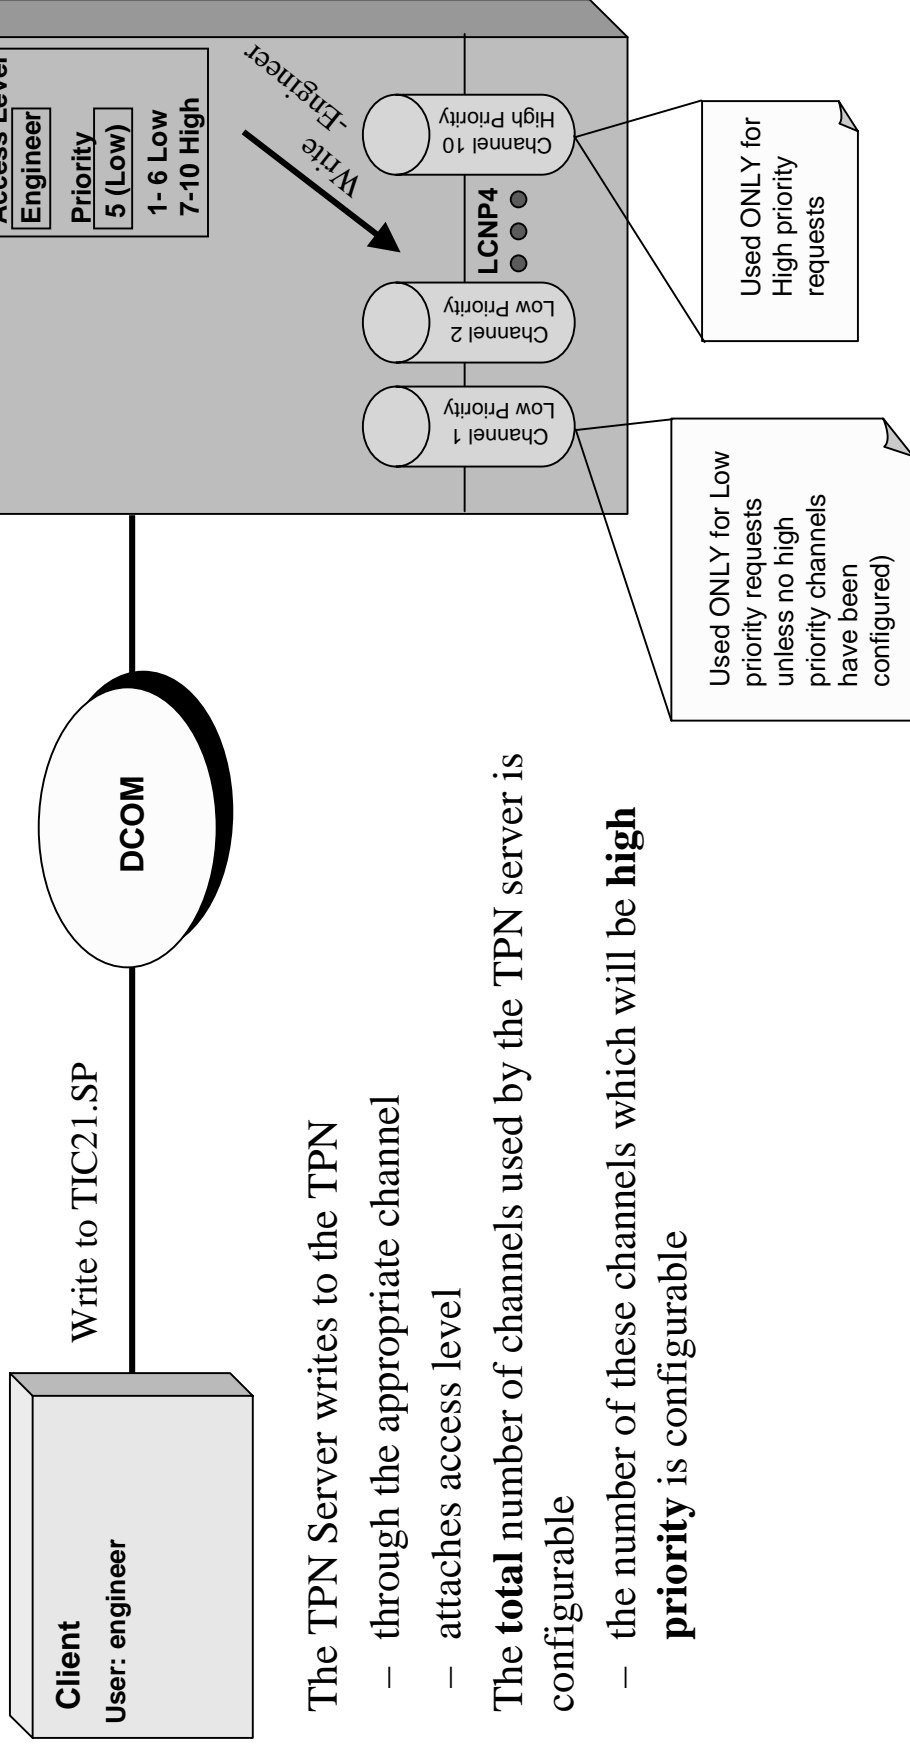 Client
User: engineer
Write to TIC21.SP
DCOM
Access Level
Engineer
Priority
5 (Low)
1- 6 Low
7-10 High
Write
-Engineer
Channel 1
Low Priority
Channel 2
Low Priority
LCNP4
Channel 10
High Priority
The TPN Server writes to the TPN
– through the appropriate channel
– attaches access level
The total number of channels used by the TPN server is
configurable
– the number of these channels which will be high
priority is configurable
Used ONLY for Low
priority requests
unless no high
priority channels
have been
configured)
Used ONLY for
High priority
requests